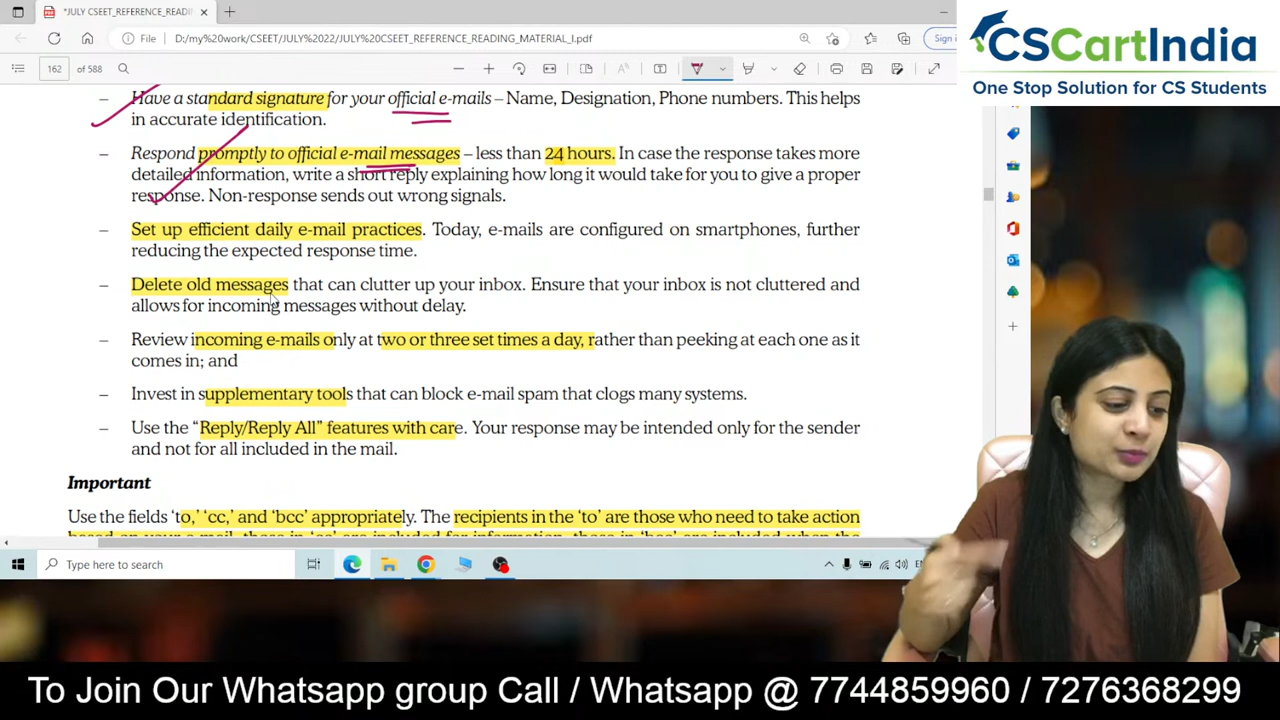 *JULY CSEET_REFERENCE_READI
File
D:/my%20work/CSEET/JULY%202022/JULY%20CSEET_REFERENCE_READING_MATERIAL_I.pdf
Sign i
162 of 588
CSCartIndia
One Stop Solution for CS Students
– Have a standard signature for your official e-mails – Name, Designation, Phone numbers. This helps
in accurate identification.
– Respond promptly to official e-mail messages – less than 24 hours. In case the response takes more
detailed information, write a short reply explaining how long it would take for you to give a proper
response. Non-response sends out wrong signals.
– Set up efficient daily e-mail practices. Today, e-mails are configured on smartphones, further
reducing the expected response time.
– Delete old messages that can clutter up your inbox. Ensure that your inbox is not cluttered and
allows for incoming messages without delay.
– Review incoming e-mails only at two or three set times a day, rather than peeking at each one as it
comes in; and
– Invest in supplementary tools that can block e-mail spam that clogs many systems.
– Use the “Reply/Reply All” features with care. Your response may be intended only for the sender
and not for all included in the mail.
Important
Use the fields ‘to,’ ‘cc,’ and ‘bcc’ appropriately. The recipients in the ‘to’ are those who need to take action
Type here to search
To Join Our Whatsapp group Call / Whatsapp @ 7744859960 / 7276368299